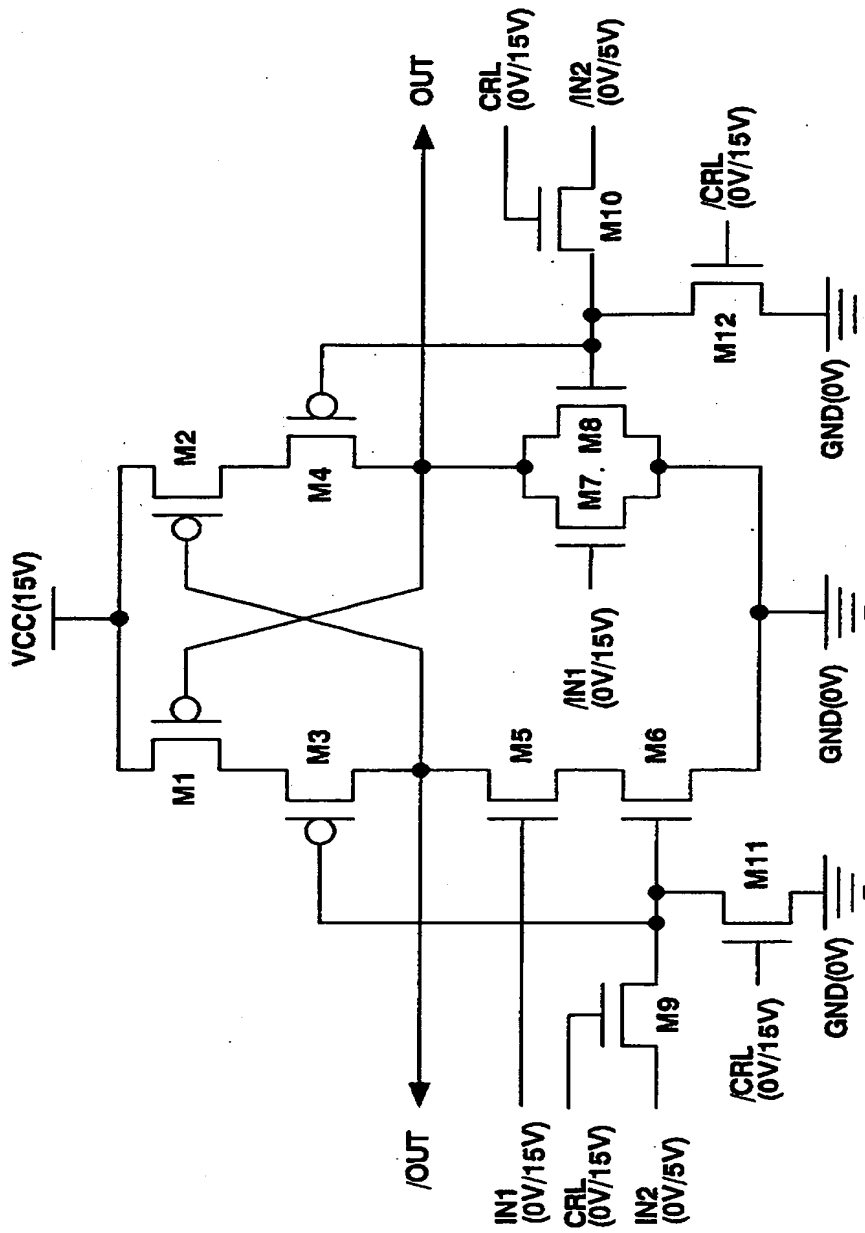 VCC(15V)
M1
M2
M3
M4
/OUT
OUT
IN1
(0V/15V)
CRL
(0V/15V)
IN2
(0V/5V)
M5
M6
M9
M11
/CRL
(0V/15V)
GND(0V)
/IN1
(0V/15V)
M7
M8
GND(0V)
M10
CRL
(0V/15V)
/IN2
(0V/5V)
M12
/CRL
(0V/15V)
GND(0V)